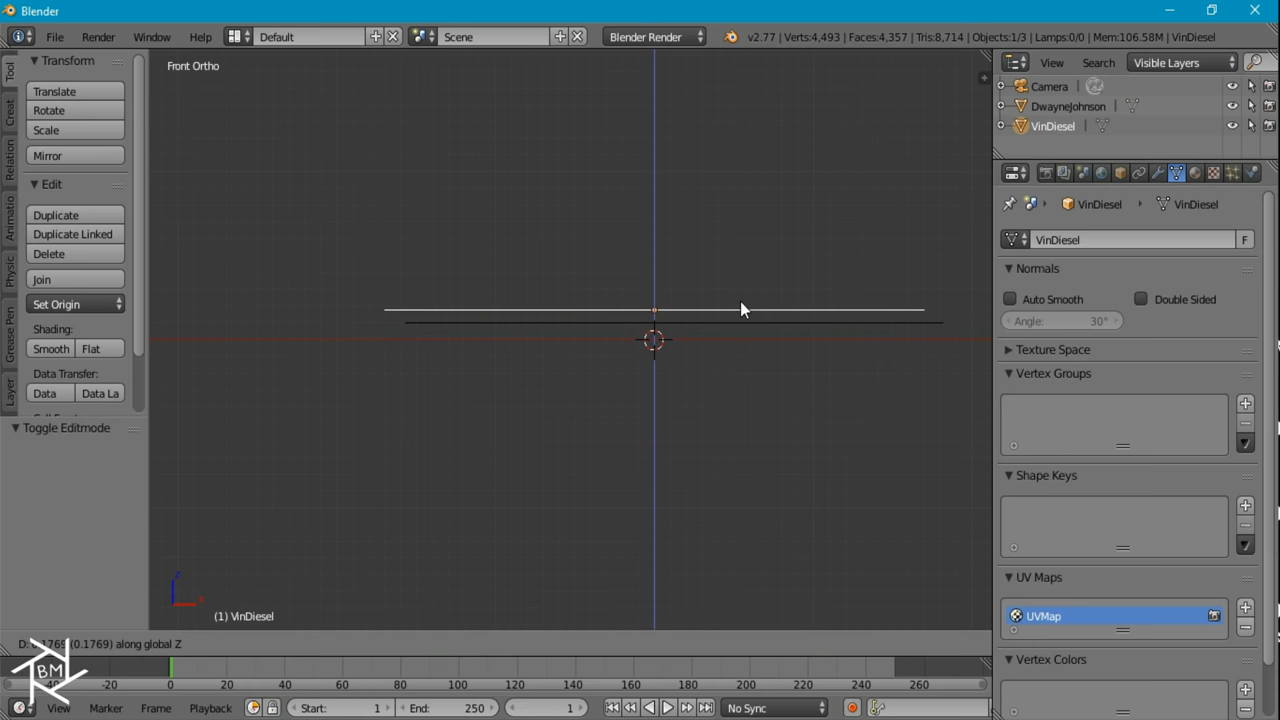 Blender
File Render Window Help Default Scene Blender Render v2.77 | Verts:4,493 | Faces:4,357 | Tris:8,714 | Objects:1/3 | Lamps:0/0 | Mem:106.58M | VinDiesel
Transform
Translate
Rotate
Scale
Mirror
Edit
Duplicate
Duplicate Linked
Delete
Join
Set Origin
Shading:
Smooth Flat
Data Transfer:
Data Data La
Toggle Editmode
Tool
Creat
Relation
Animatio
Physic
Grease Pen
Layer
Front Ortho
z
x
(1) VinDiesel
View Search Visible Layers
Camera
DwayneJohnson
VinDiesel
VinDiesel VinDiesel
VinDiesel F
Normals
Auto Smooth Double Sided
Angle: 30°
Texture Space
Vertex Groups
Shape Keys
UV Maps
UVMap
Vertex Colors
(0.1769) along global Z
BM
-20 0 20 40 60 80 100 120 140 160 180 200 220 240 260
View Marker Frame Playback Start: 1 End: 250 1 No Sync